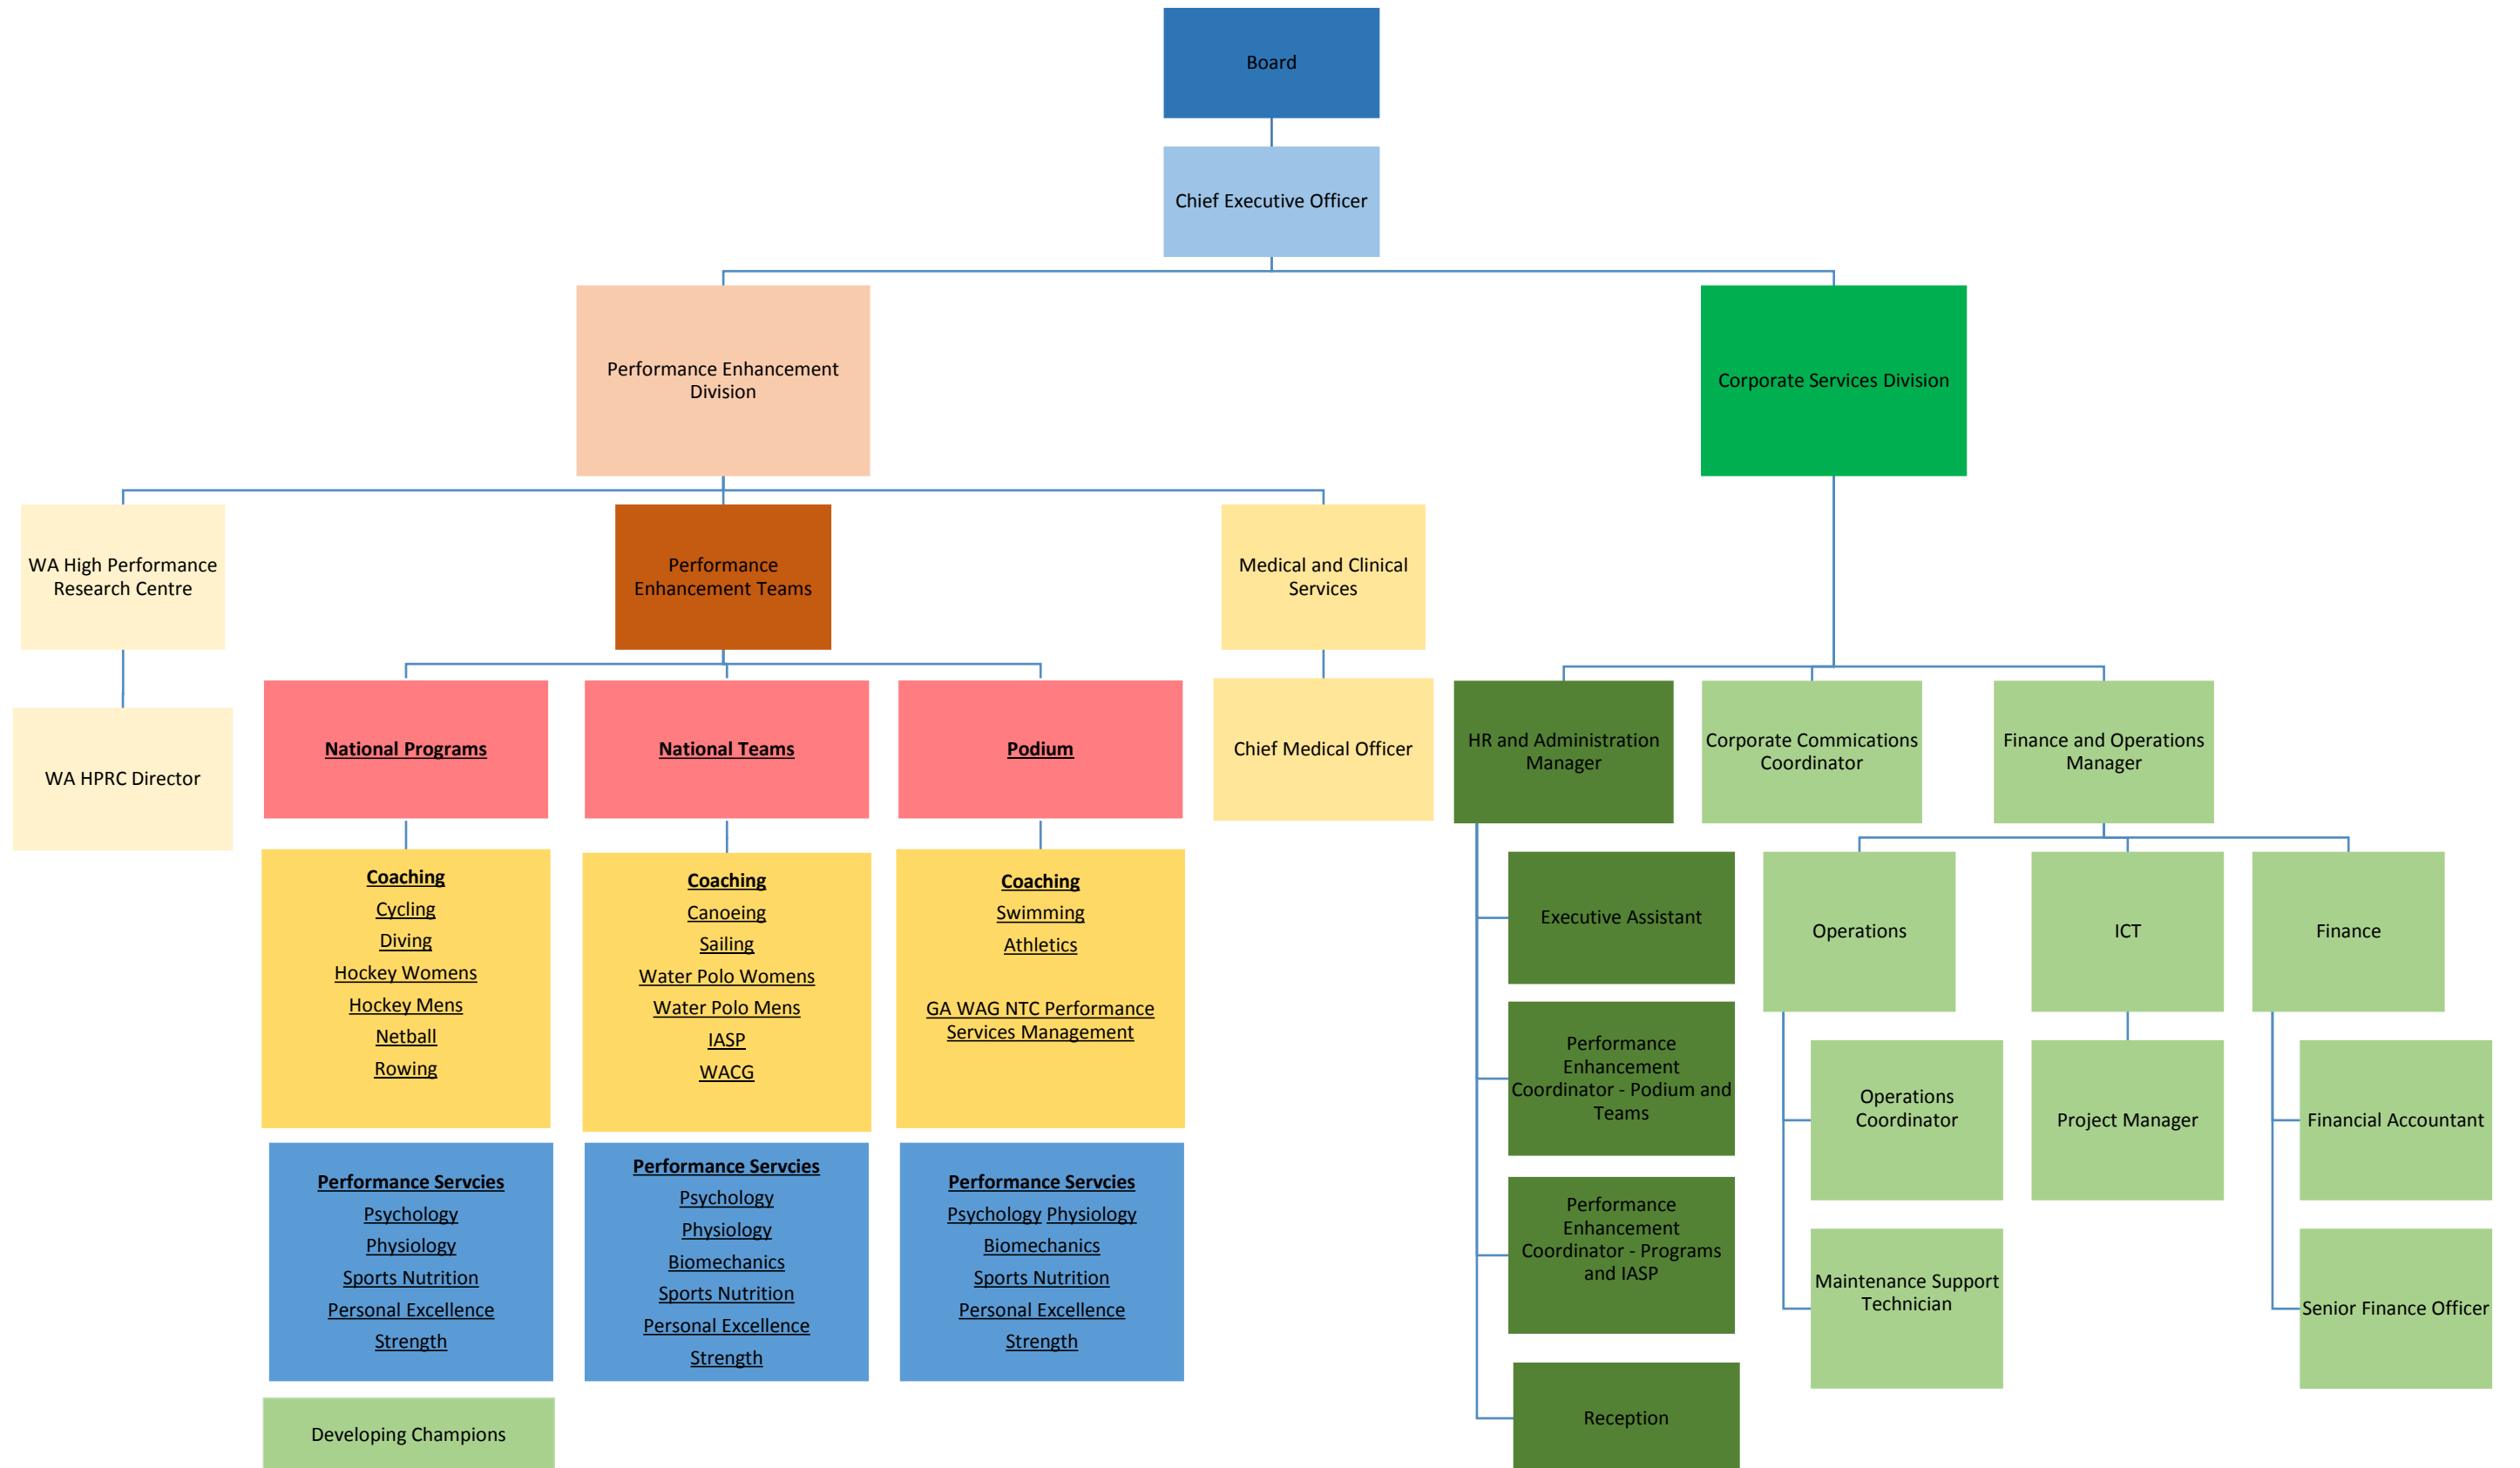 Board
Chief Executive Officer
Performance Enhancement
Division
Corporate Services Division
WA High Performance
Research Centre
Performance
Enhancement Teams
Medical and Clinical
Services
WA HPRC Director
National Programs
National Teams
Podium
Chief Medical Officer
HR and Administration
Manager
Corporate Commications
Coordinator
Finance and Operations
Manager
Coaching
Cycling
Diving
Hockey Womens
Hockey Mens
Netball
Rowing
Coaching
Canoeing
Sailing
Water Polo Womens
Water Polo Mens
IASP
WACG
Coaching
Swimming
Athletics
GA WAG NTC Performance
Services Management
Performance Servcies
Psychology
Physiology
Sports Nutrition
Personal Excellence
Strength
Performance Servcies
Psychology
Physiology
Biomechanics
Sports Nutrition
Personal Excellence
Strength
Performance Servcies
Psychology Physiology
Biomechanics
Sports Nutrition
Personal Excellence
Strength
Developing Champions
Executive Assistant
Performance
Enhancement
Coordinator - Podium and
Teams
Performance
Enhancement
Coordinator - Programs
and IASP
Reception
Operations
ICT
Finance
Operations
Coordinator
Project Manager
Financial Accountant
Maintenance Support
Technician
Senior Finance Officer